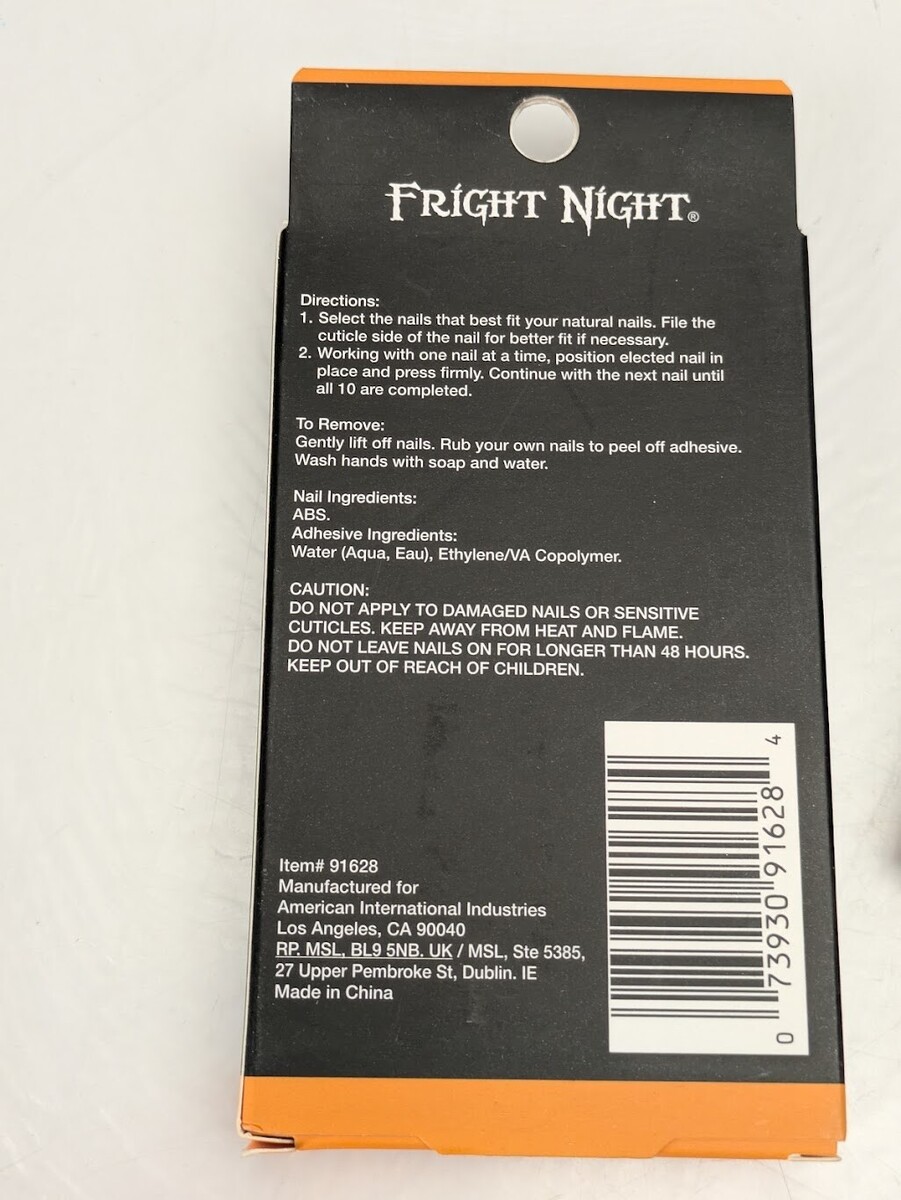 FRIGHT NIGHT®
Directions:
1. Select the nails that best fit your natural nails. File the
cuticle side of the nail for better fit if necessary.
2. Working with one nail at a time, position elected nail in
place and press firmly. Continue with the next nail until
all 10 are completed.
To Remove:
Gently lift off nails. Rub your own nails to peel off adhesive.
Wash hands with soap and water.
Nail Ingredients:
ABS.
Adhesive Ingredients:
Water (Aqua, Eau), Ethylene/VA Copolymer.
CAUTION:
DO NOT APPLY TO DAMAGED NAILS OR SENSITIVE
CUTICLES. KEEP AWAY FROM HEAT AND FLAME.
DO NOT LEAVE NAILS ON FOR LONGER THAN 48 HOURS.
KEEP OUT OF REACH OF CHILDREN.
Item# 91628
Manufactured for
American International Industries
Los Angeles, CA 90040
RP. MSL, BL9 5NB. UK / MSL, Ste 5385,
27 Upper Pembroke St, Dublin. IE
Made in China
0 73930 91628 4